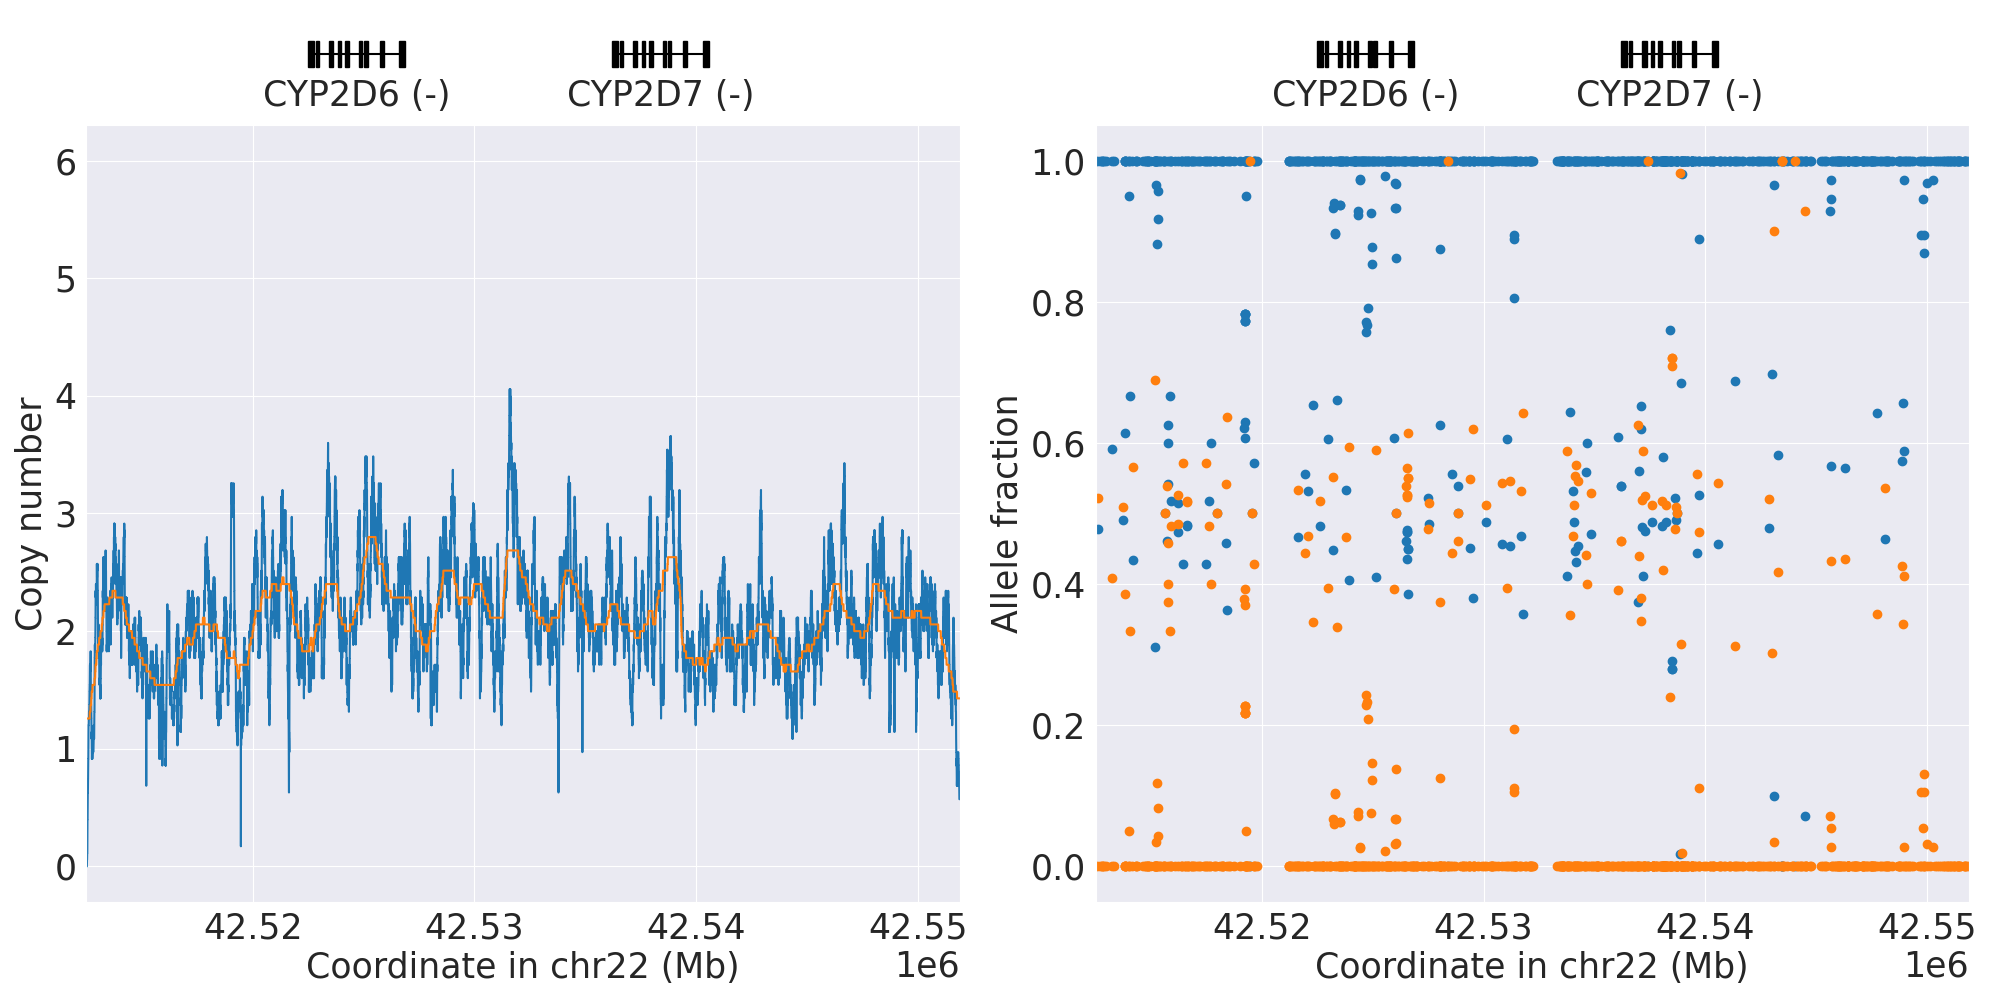 CYP2D6 (-) CYP2D7 (-)
6
5
4
3
2
1
0
Copy number
42.52 42.53 42.54 42.55
Coordinate in chr22 (Mb)
1e6
CYP2D6 (-) CYP2D7 (-)
1.0
0.8
0.6
0.4
0.2
0.0
Allele fraction
42.52 42.53 42.54 42.55
Coordinate in chr22 (Mb)
1e6